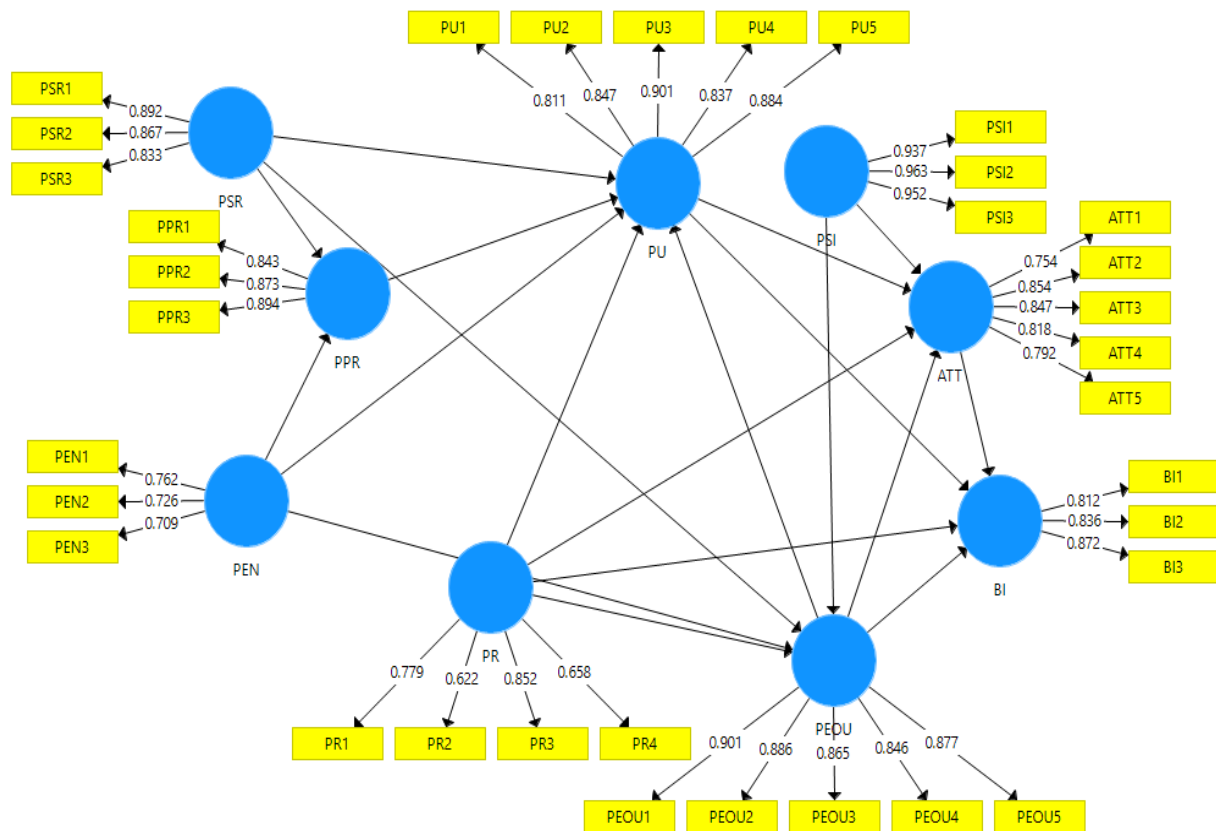 PU1
PU2
PU3
PU4
PU5
0.811
0.847
0.901
0.837
0.884
PU
PSR1
PSR2
PSR3
0.892
0.867
0.833
PSR
PPR1
PPR2
PPR3
0.843
0.873
0.894
PPR
PSI1
PSI2
PSI3
0.937
0.963
0.952
PSI
ATT1
ATT2
ATT3
ATT4
ATT5
0.754
0.854
0.847
0.818
0.792
ATT
PEN1
PEN2
PEN3
0.762
0.726
0.709
PEN
BI1
BI2
BI3
0.812
0.836
0.872
BI
PR
0.779
0.622
0.852
0.658
PR1
PR2
PR3
PR4
PEOU
0.901
0.886
0.865
0.846
0.877
PEOU1
PEOU2
PEOU3
PEOU4
PEOU5